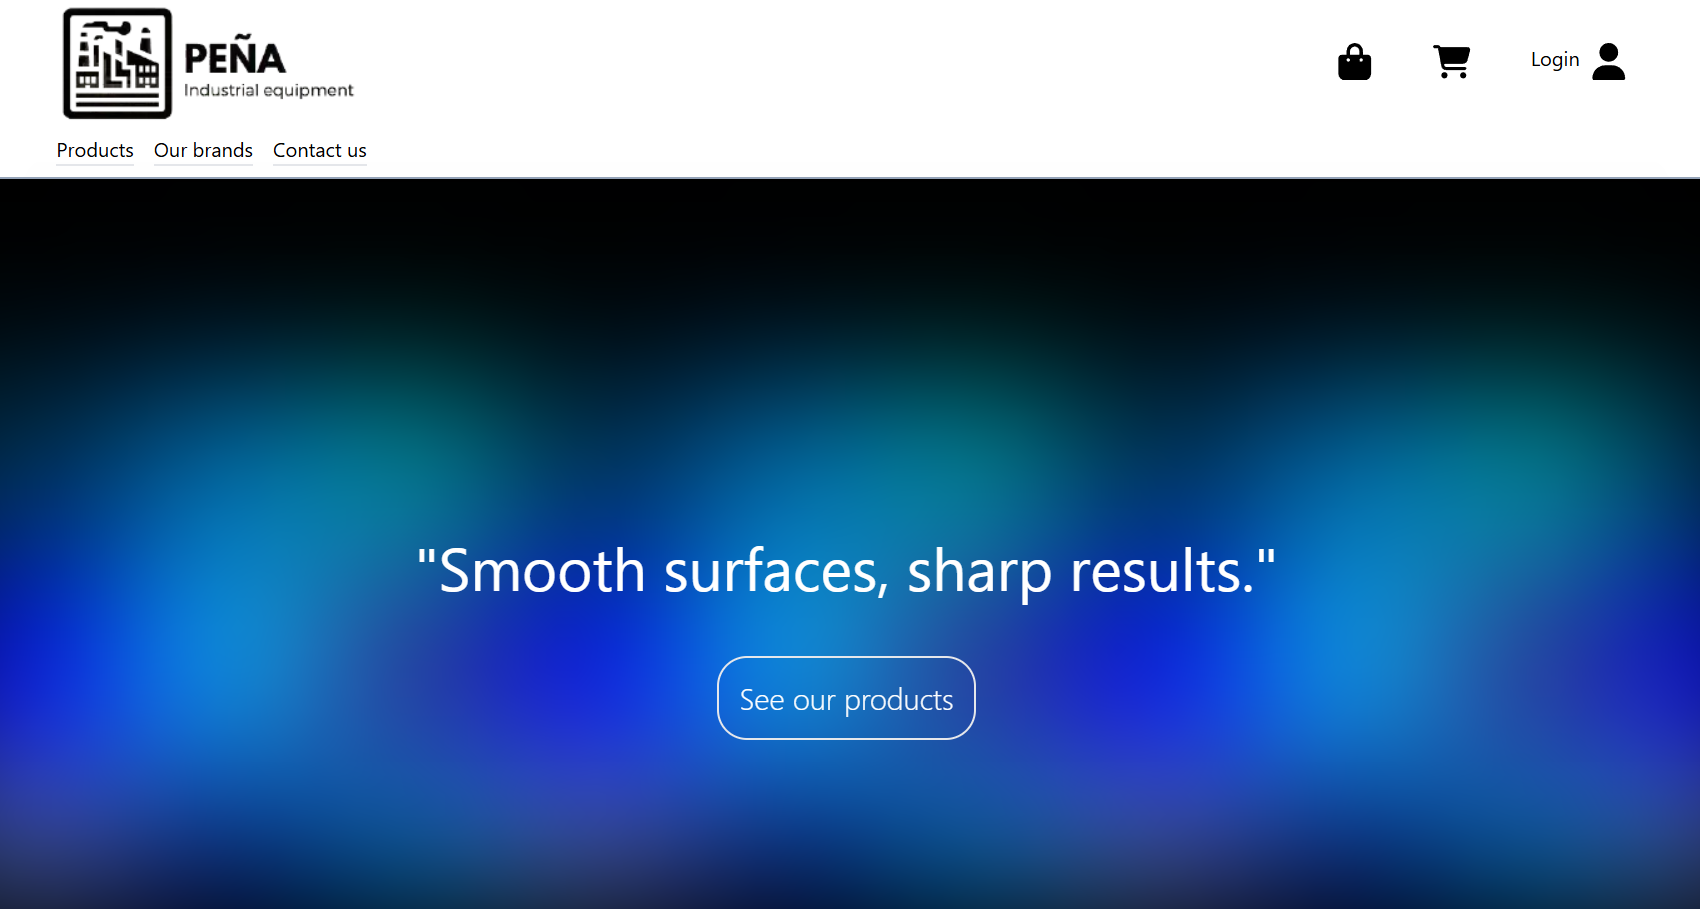 PEÑA
Industrial equipment
Login
Products Our brands Contact us
"Smooth surfaces, sharp results."
See our products